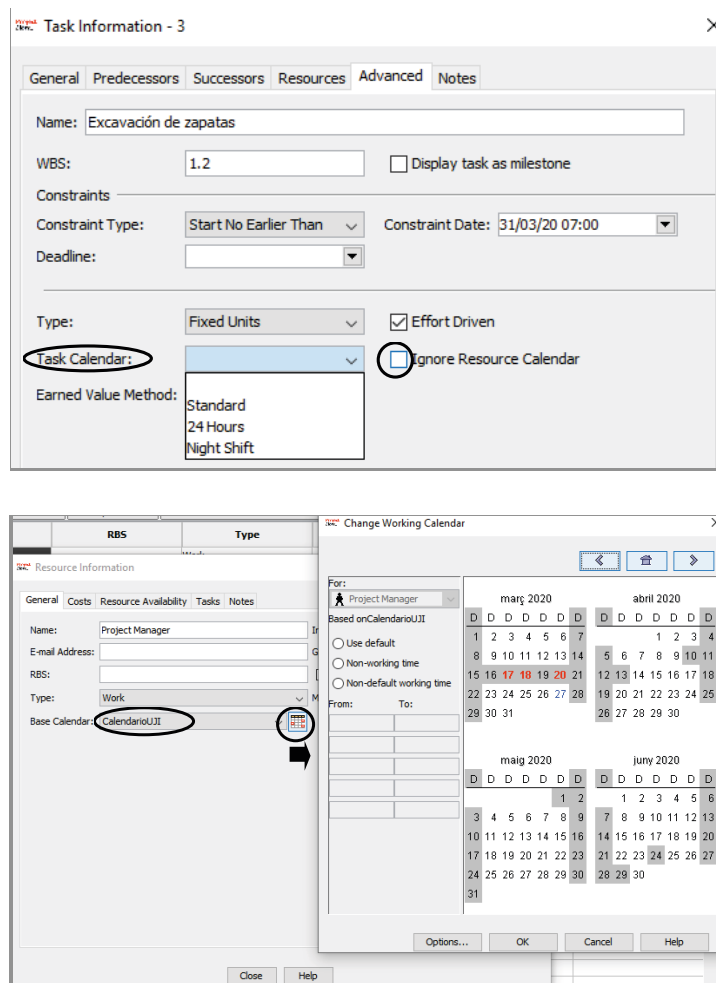 Task Information - 3
General Predecessors Successors Resources Advanced Notes
Name: Excavación de zapatas
WBS: 1.2 Display task as milestone
Constraints
Constraint Type: Start No Earlier Than Constraint Date: 31/03/20 07:00
Deadline:
Type: Fixed Units Effort Driven
Task Calendar: Ignore Resource Calendar
Earned Value Method:
Standard
24 Hours
Night Shift
RBS Type
Resource Information
General Costs Resource Availability Tasks Notes
Name: Project Manager
E-mail Address:
RBS:
Type: Work
Base Calendar: CalendarioUJI
Close Help
Change Working Calendar
For:
Project Manager
Based onCalendarioUJI
Use default
Non-working time
Non-default working time
From: To:
març 2020
D D D D D D D
1 2 3 4 5 6 7
8 9 10 11 12 13 14
15 16 17 18 19 20 21
22 23 24 25 26 27 28
29 30 31
abril 2020
D D D D D D D
1 2 3 4
5 6 7 8 9 10 11
12 13 14 15 16 17 18
19 20 21 22 23 24 25
26 27 28 29 30
maig 2020
D D D D D D D
1 2
3 4 5 6 7 8 9
10 11 12 13 14 15 16
17 18 19 20 21 22 23
24 25 26 27 28 29 30
31
juny 2020
D D D D D D D
1 2 3 4 5 6
7 8 9 10 11 12 13
14 15 16 17 18 19 20
21 22 23 24 25 26 27
28 29 30
Options... OK Cancel Help